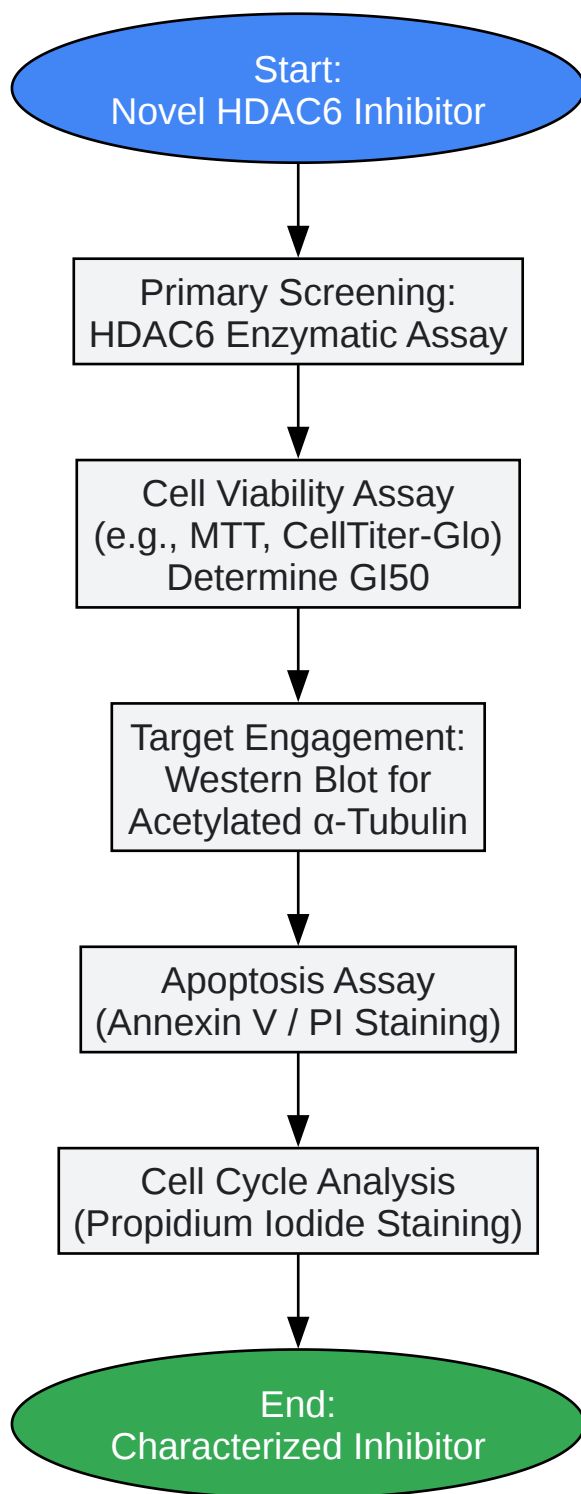 Start:
Novel HDAC6 Inhibitor
Primary Screening:
HDAC6 Enzymatic Assay
Cell Viability Assay
(e.g., MTT, CellTiter-Glo)
Determine GI50
Target Engagement:
Western Blot for
Acetylated α-Tubulin
Apoptosis Assay
(Annexin V / PI Staining)
Cell Cycle Analysis
(Propidium Iodide Staining)
End:
Characterized Inhibitor